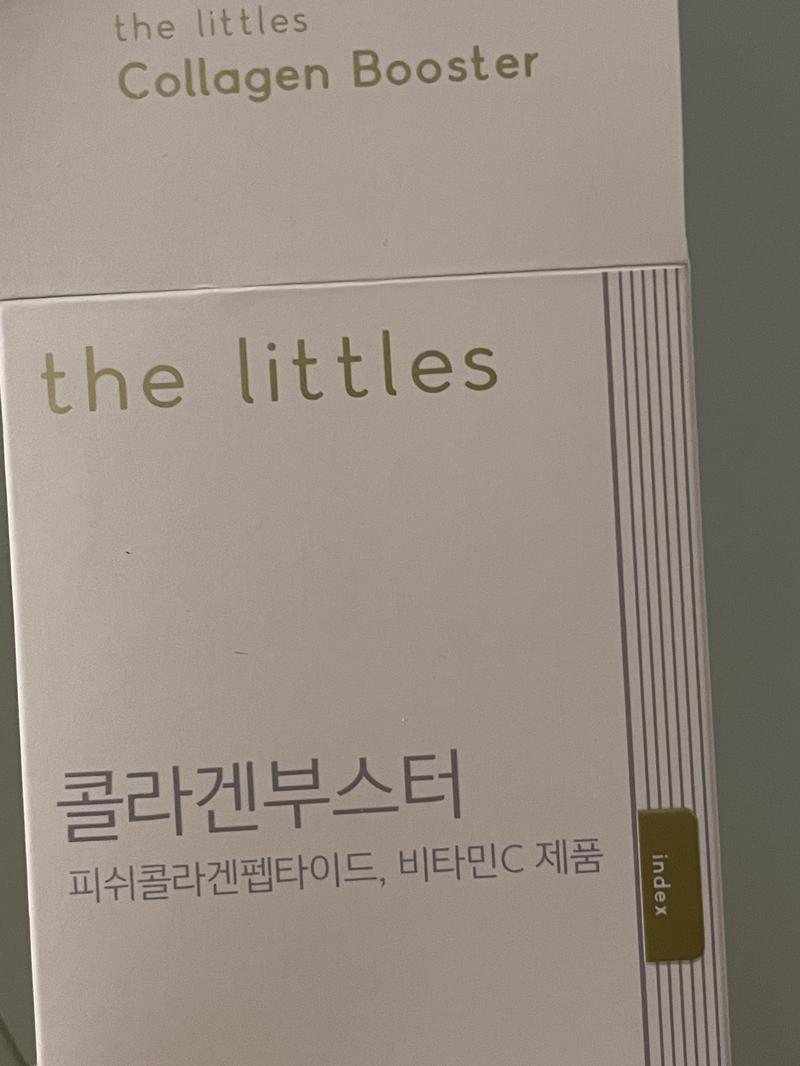 the littles
Collagen Booster
the littles
콜라겐부스터
피쉬콜라겐펩타이드, 비타민C 제품
index